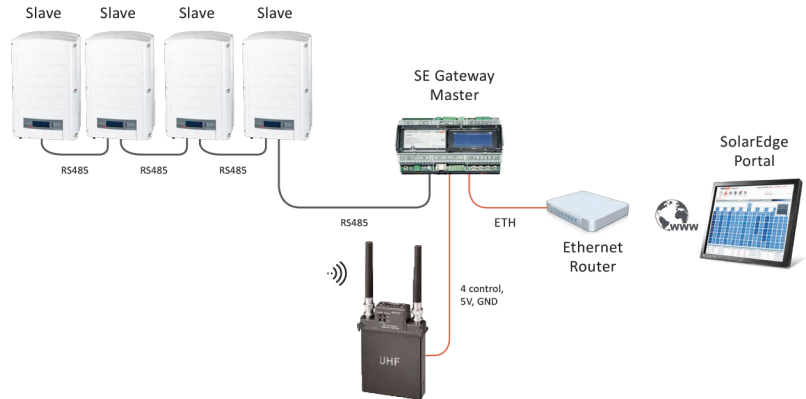 Slave
Slave
Slave
Slave
SE Gateway
Master
SolarEdge
Portal
RS485
RS485
RS485
RS485
ETH
www
Ethernet
Router
4 control,
5V, GND
UHF